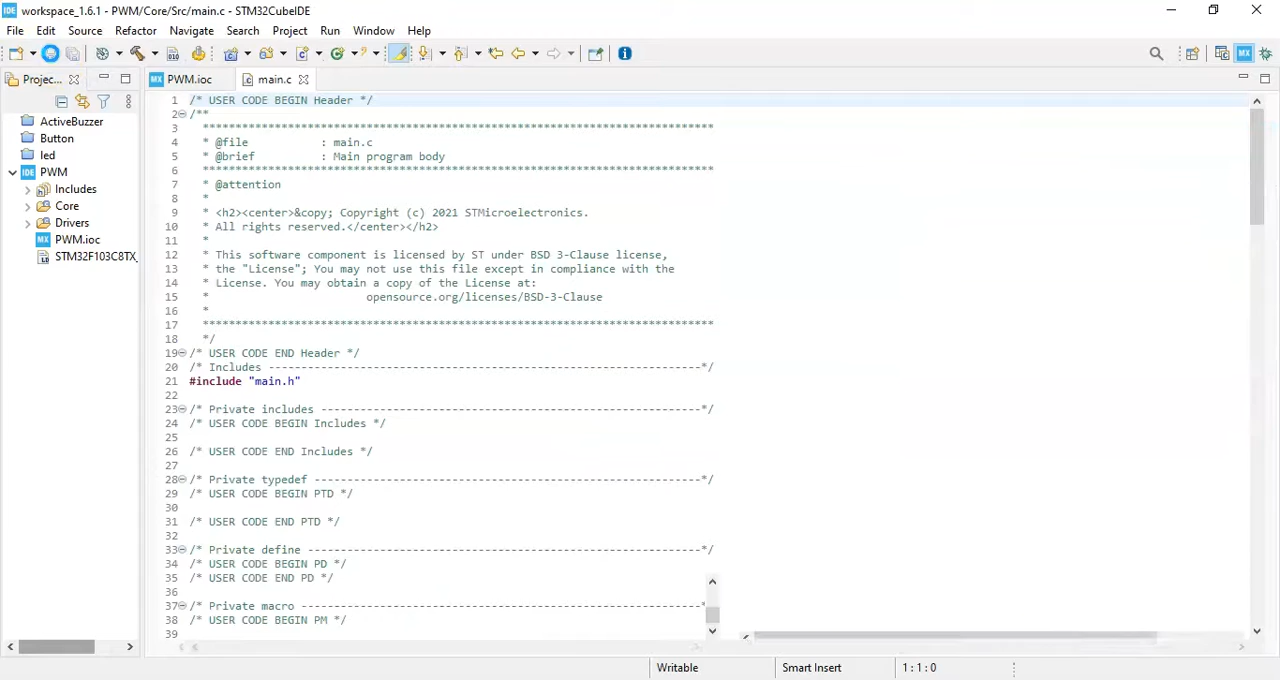 workspace_1.6.1 - PWM/Core/Src/main.c - STM32CubeIDE
File Edit Source Refactor Navigate Search Project Run Window Help
Projec...
PWM.ioc
main.c
ActiveBuzzer
Button
led
PWM
Includes
Core
Drivers
PWM.ioc
STM32F103C8TX_
1 /* USER CODE BEGIN Header */
2 /**
3 ******************************************************************************
4 * @file : main.c
5 * @brief : Main program body
6 ******************************************************************************
7 * @attention
8 *
9 * <h2><center>&copy; Copyright (c) 2021 STMicroelectronics.
10 * All rights reserved.</center></h2>
11 *
12 * This software component is licensed by ST under BSD 3-Clause license,
13 * the "License"; You may not use this file except in compliance with the
14 * License. You may obtain a copy of the License at:
15 * opensource.org/licenses/BSD-3-Clause
16 *
17 ******************************************************************************
18 */
19 /* USER CODE END Header */
20 /* Includes ------------------------------------------------------------------*/
21 #include "main.h"
22
23 /* Private includes ----------------------------------------------------------*/
24 /* USER CODE BEGIN Includes */
25
26 /* USER CODE END Includes */
27
28 /* Private typedef -----------------------------------------------------------*/
29 /* USER CODE BEGIN PTD */
30
31 /* USER CODE END PTD */
32
33 /* Private define ------------------------------------------------------------*/
34 /* USER CODE BEGIN PD */
35 /* USER CODE END PD */
36
37 /* Private macro -------------------------------------------------------------*
38 /* USER CODE BEGIN PM */
39
Writable Smart Insert 1 : 1 : 0